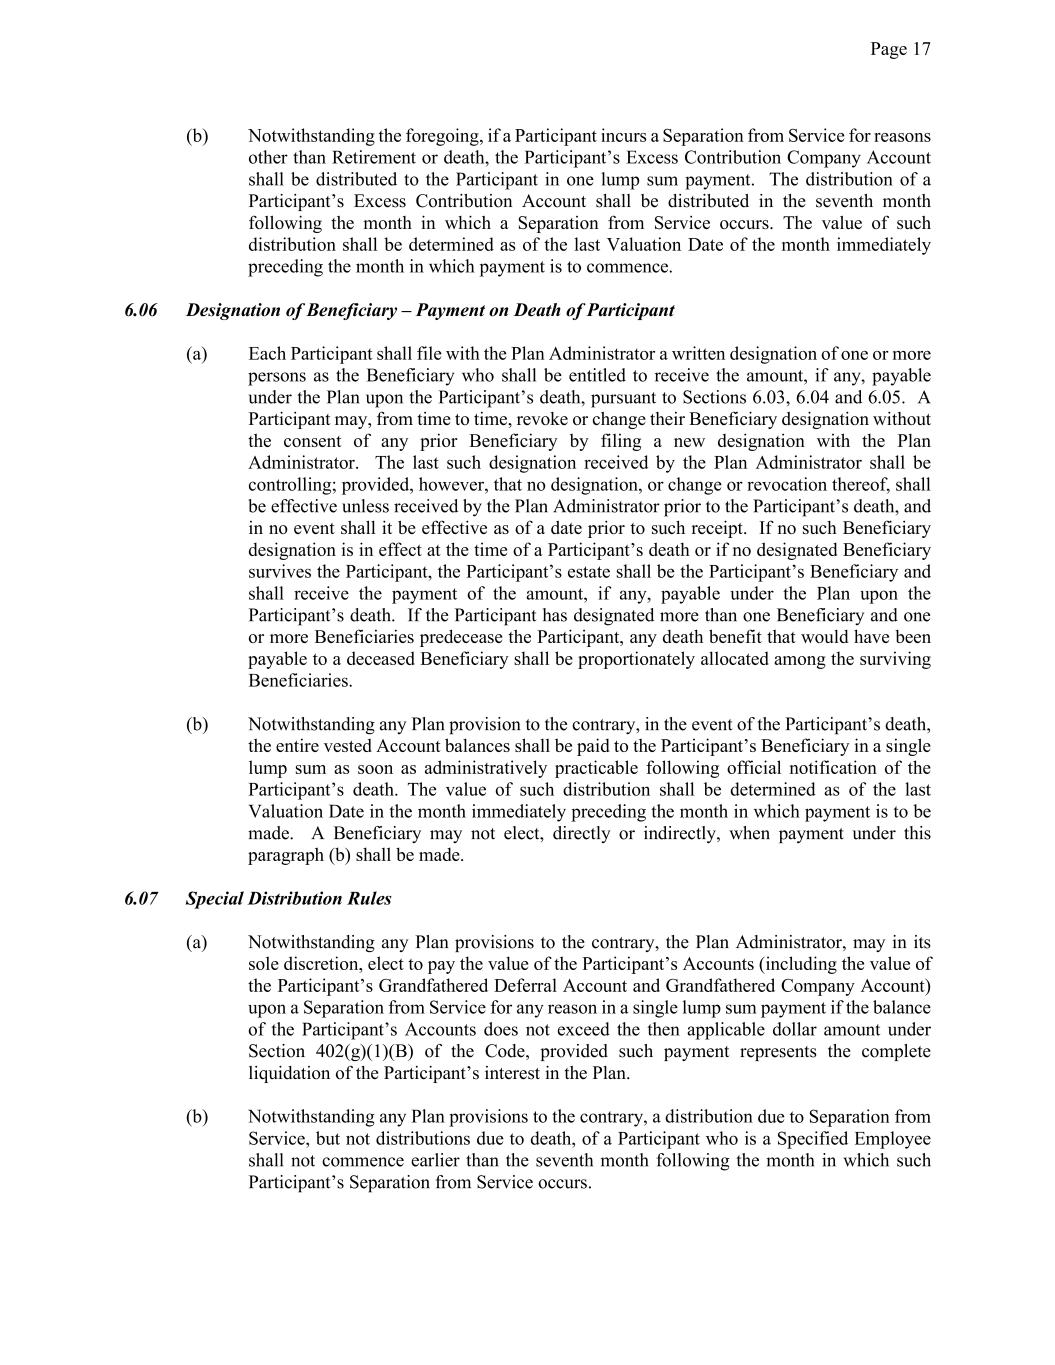 Page 17
(b) Notwithstanding the foregoing, if a Participant incurs a Separation from Service for reasons
other than Retirement or death, the Participant’s Excess Contribution Company Account
shall be distributed to the Participant in one lump sum payment. The distribution of a
Participant’s Excess Contribution Account shall be distributed in the seventh month
following the month in which a Separation from Service occurs. The value of such
distribution shall be determined as of the last Valuation Date of the month immediately
preceding the month in which payment is to commence.
6.06 Designation of Beneficiary – Payment on Death of Participant
(a) Each Participant shall file with the Plan Administrator a written designation of one or more
persons as the Beneficiary who shall be entitled to receive the amount, if any, payable
under the Plan upon the Participant’s death, pursuant to Sections 6.03, 6.04 and 6.05. A
Participant may, from time to time, revoke or change their Beneficiary designation without
the consent of any prior Beneficiary by filing a new designation with the Plan
Administrator. The last such designation received by the Plan Administrator shall be
controlling; provided, however, that no designation, or change or revocation thereof, shall
be effective unless received by the Plan Administrator prior to the Participant’s death, and
in no event shall it be effective as of a date prior to such receipt. If no such Beneficiary
designation is in effect at the time of a Participant’s death or if no designated Beneficiary
survives the Participant, the Participant’s estate shall be the Participant’s Beneficiary and
shall receive the payment of the amount, if any, payable under the Plan upon the
Participant’s death. If the Participant has designated more than one Beneficiary and one
or more Beneficiaries predecease the Participant, any death benefit that would have been
payable to a deceased Beneficiary shall be proportionately allocated among the surviving
Beneficiaries.
(b) Notwithstanding any Plan provision to the contrary, in the event of the Participant’s death,
the entire vested Account balances shall be paid to the Participant’s Beneficiary in a single
lump sum as soon as administratively practicable following official notification of the
Participant’s death. The value of such distribution shall be determined as of the last
Valuation Date in the month immediately preceding the month in which payment is to be
made. A Beneficiary may not elect, directly or indirectly, when payment under this
paragraph (b) shall be made.
6.07 Special Distribution Rules
(a) Notwithstanding any Plan provisions to the contrary, the Plan Administrator, may in its
sole discretion, elect to pay the value of the Participant’s Accounts (including the value of
the Participant’s Grandfathered Deferral Account and Grandfathered Company Account)
upon a Separation from Service for any reason in a single lump sum payment if the balance
of the Participant’s Accounts does not exceed the then applicable dollar amount under
Section 402(g)(1)(B) of the Code, provided such payment represents the complete
liquidation of the Participant’s interest in the Plan.
(b) Notwithstanding any Plan provisions to the contrary, a distribution due to Separation from
Service, but not distributions due to death, of a Participant who is a Specified Employee
shall not commence earlier than the seventh month following the month in which such
Participant’s Separation from Service occurs.